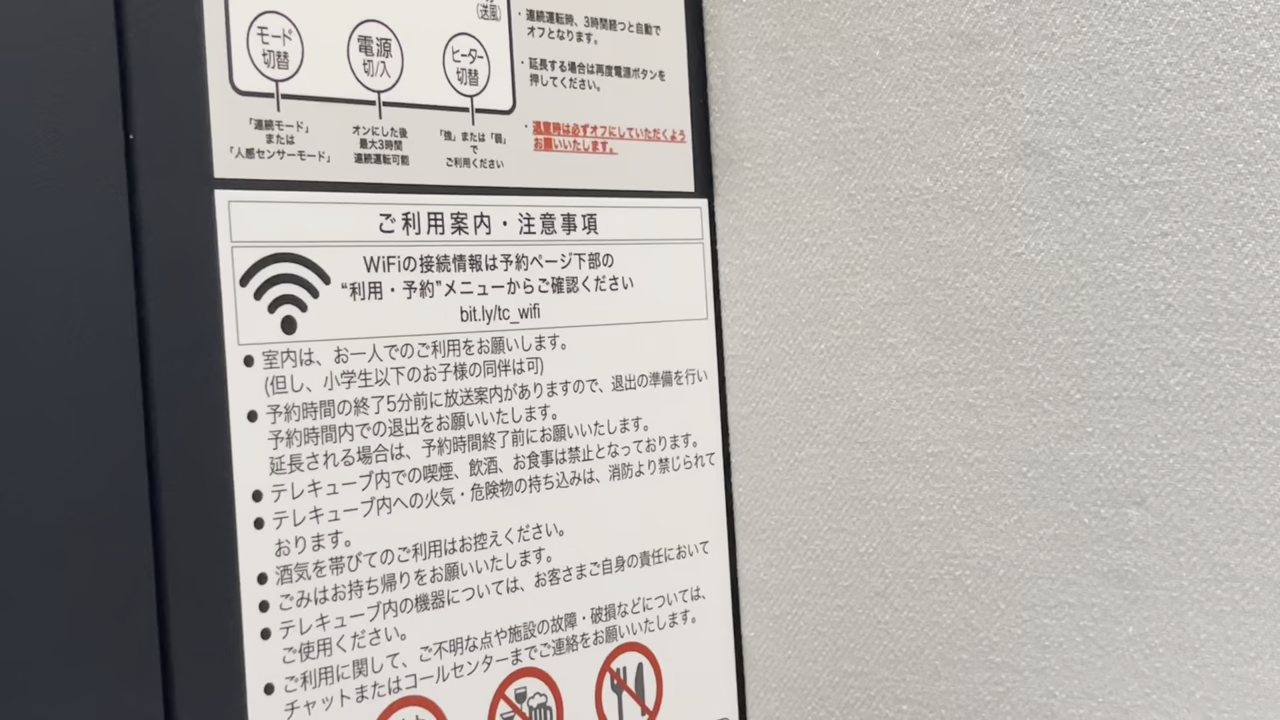 (送風)
モード
切替
電源
切/入
ヒーター
切替
「連続モード」
または
「人感センサーモード」
オンにした後
最大3時間
連続運転可能
「強」または「弱」
で
ご利用ください
・連続運転時、3時間経つと自動で
オフとなります。
・延長する場合は再度電源ボタンを
押してください。
・退室時は必ずオフにしていただくよう
お願いいたします。
ご利用案内・注意事項
WiFiの接続情報は予約ページ下部の
“利用・予約”メニューからご確認ください
bit.ly/tc_wifi
● 室内は、お一人でのご利用をお願いします。
(但し、小学生以下のお子様の同伴は可)
● 予約時間の終了5分前に放送案内がありますので、退出の準備を行い
予約時間内での退出をお願いいたします。
延長される場合は、予約時間終了前にお願いいたします。
● テレキューブ内での喫煙、飲酒、お食事は禁止となっております。
● テレキューブ内への火気・危険物の持ち込みは、消防より禁じられて
おります。
● 酒気を帯びてのご利用はお控えください。
● ごみはお持ち帰りをお願いいたします。
● テレキューブ内の機器については、お客さまご自身の責任において
ご使用ください。
● ご利用に関して、ご不明な点や施設の故障・破損などについては、
チャットまたはコールセンターまでご連絡をお願いいたします。